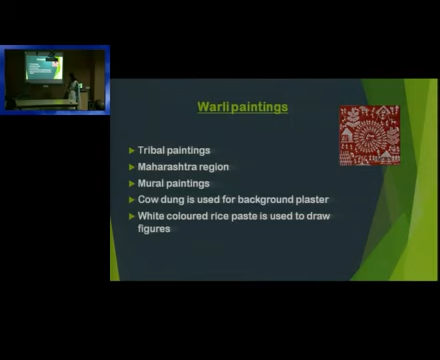 Warli paintings
Tribal paintings
Maharashtra region
Mural paintings
Cow dung is used for background plaster
White coloured rice paste is used to draw
figures